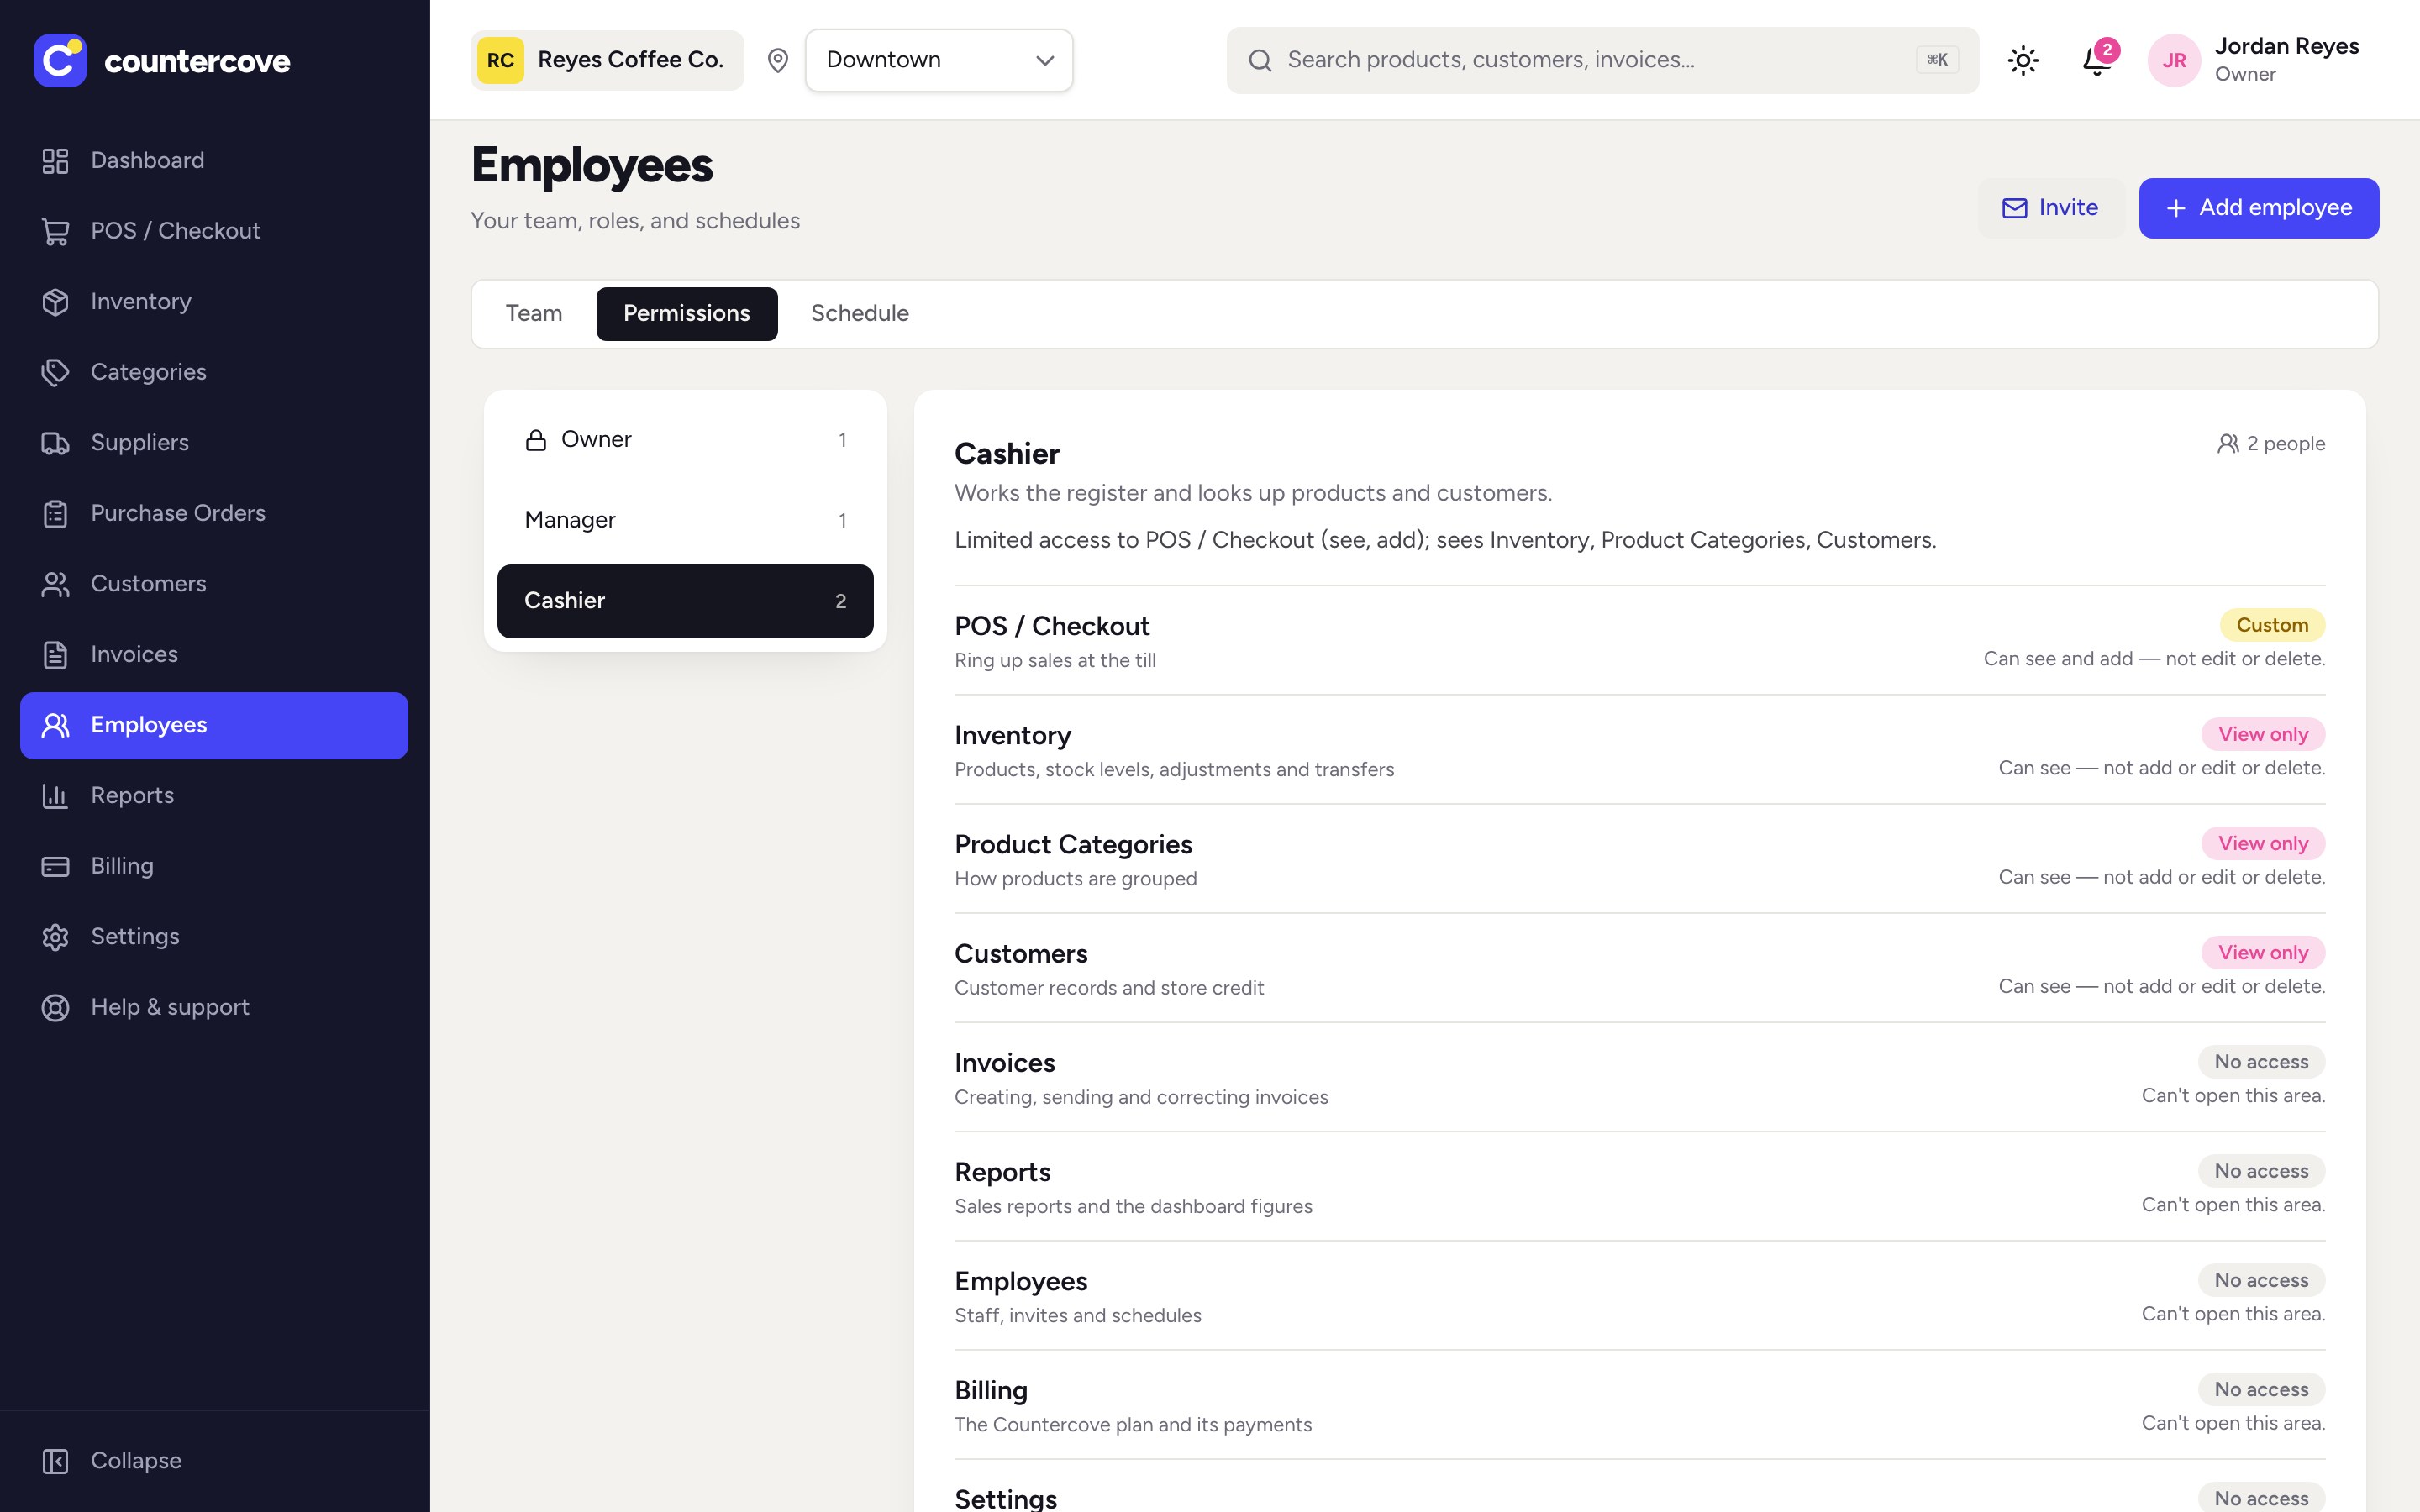 countercove
Dashboard
POS / Checkout
Inventory
Categories
Suppliers
Purchase Orders
Customers
Invoices
Employees
Reports
Billing
Settings
Help & support
Collapse
RC Reyes Coffee Co.
Downtown
Search products, customers, invoices...
⌘K
2
JR
Jordan Reyes
Owner
Employees
Your team, roles, and schedules
Invite
Add employee
Team
Permissions
Schedule
Owner 1
Manager 1
Cashier 2
Cashier
2 people
Works the register and looks up products and customers.
Limited access to POS / Checkout (see, add); sees Inventory, Product Categories, Customers.
POS / Checkout
Custom
Ring up sales at the till
Can see and add — not edit or delete.
Inventory
View only
Products, stock levels, adjustments and transfers
Can see — not add or edit or delete.
Product Categories
View only
How products are grouped
Can see — not add or edit or delete.
Customers
View only
Customer records and store credit
Can see — not add or edit or delete.
Invoices
No access
Creating, sending and correcting invoices
Can't open this area.
Reports
No access
Sales reports and the dashboard figures
Can't open this area.
Employees
No access
Staff, invites and schedules
Can't open this area.
Billing
No access
The Countercove plan and its payments
Can't open this area.
Settings
No access